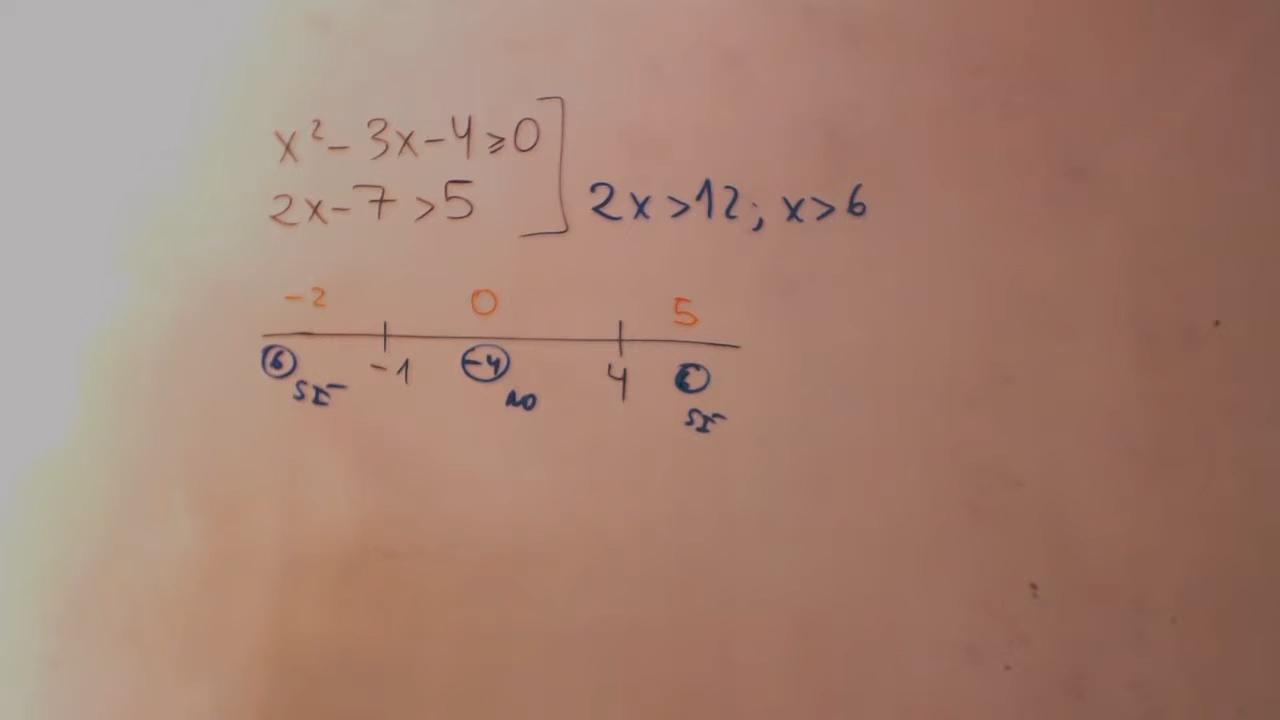 x² - 3x - 4 ≥ 0
2x - 7 > 5 2x > 12; x > 6
-2 0 5
-1 4
6 -4
SI NO SI